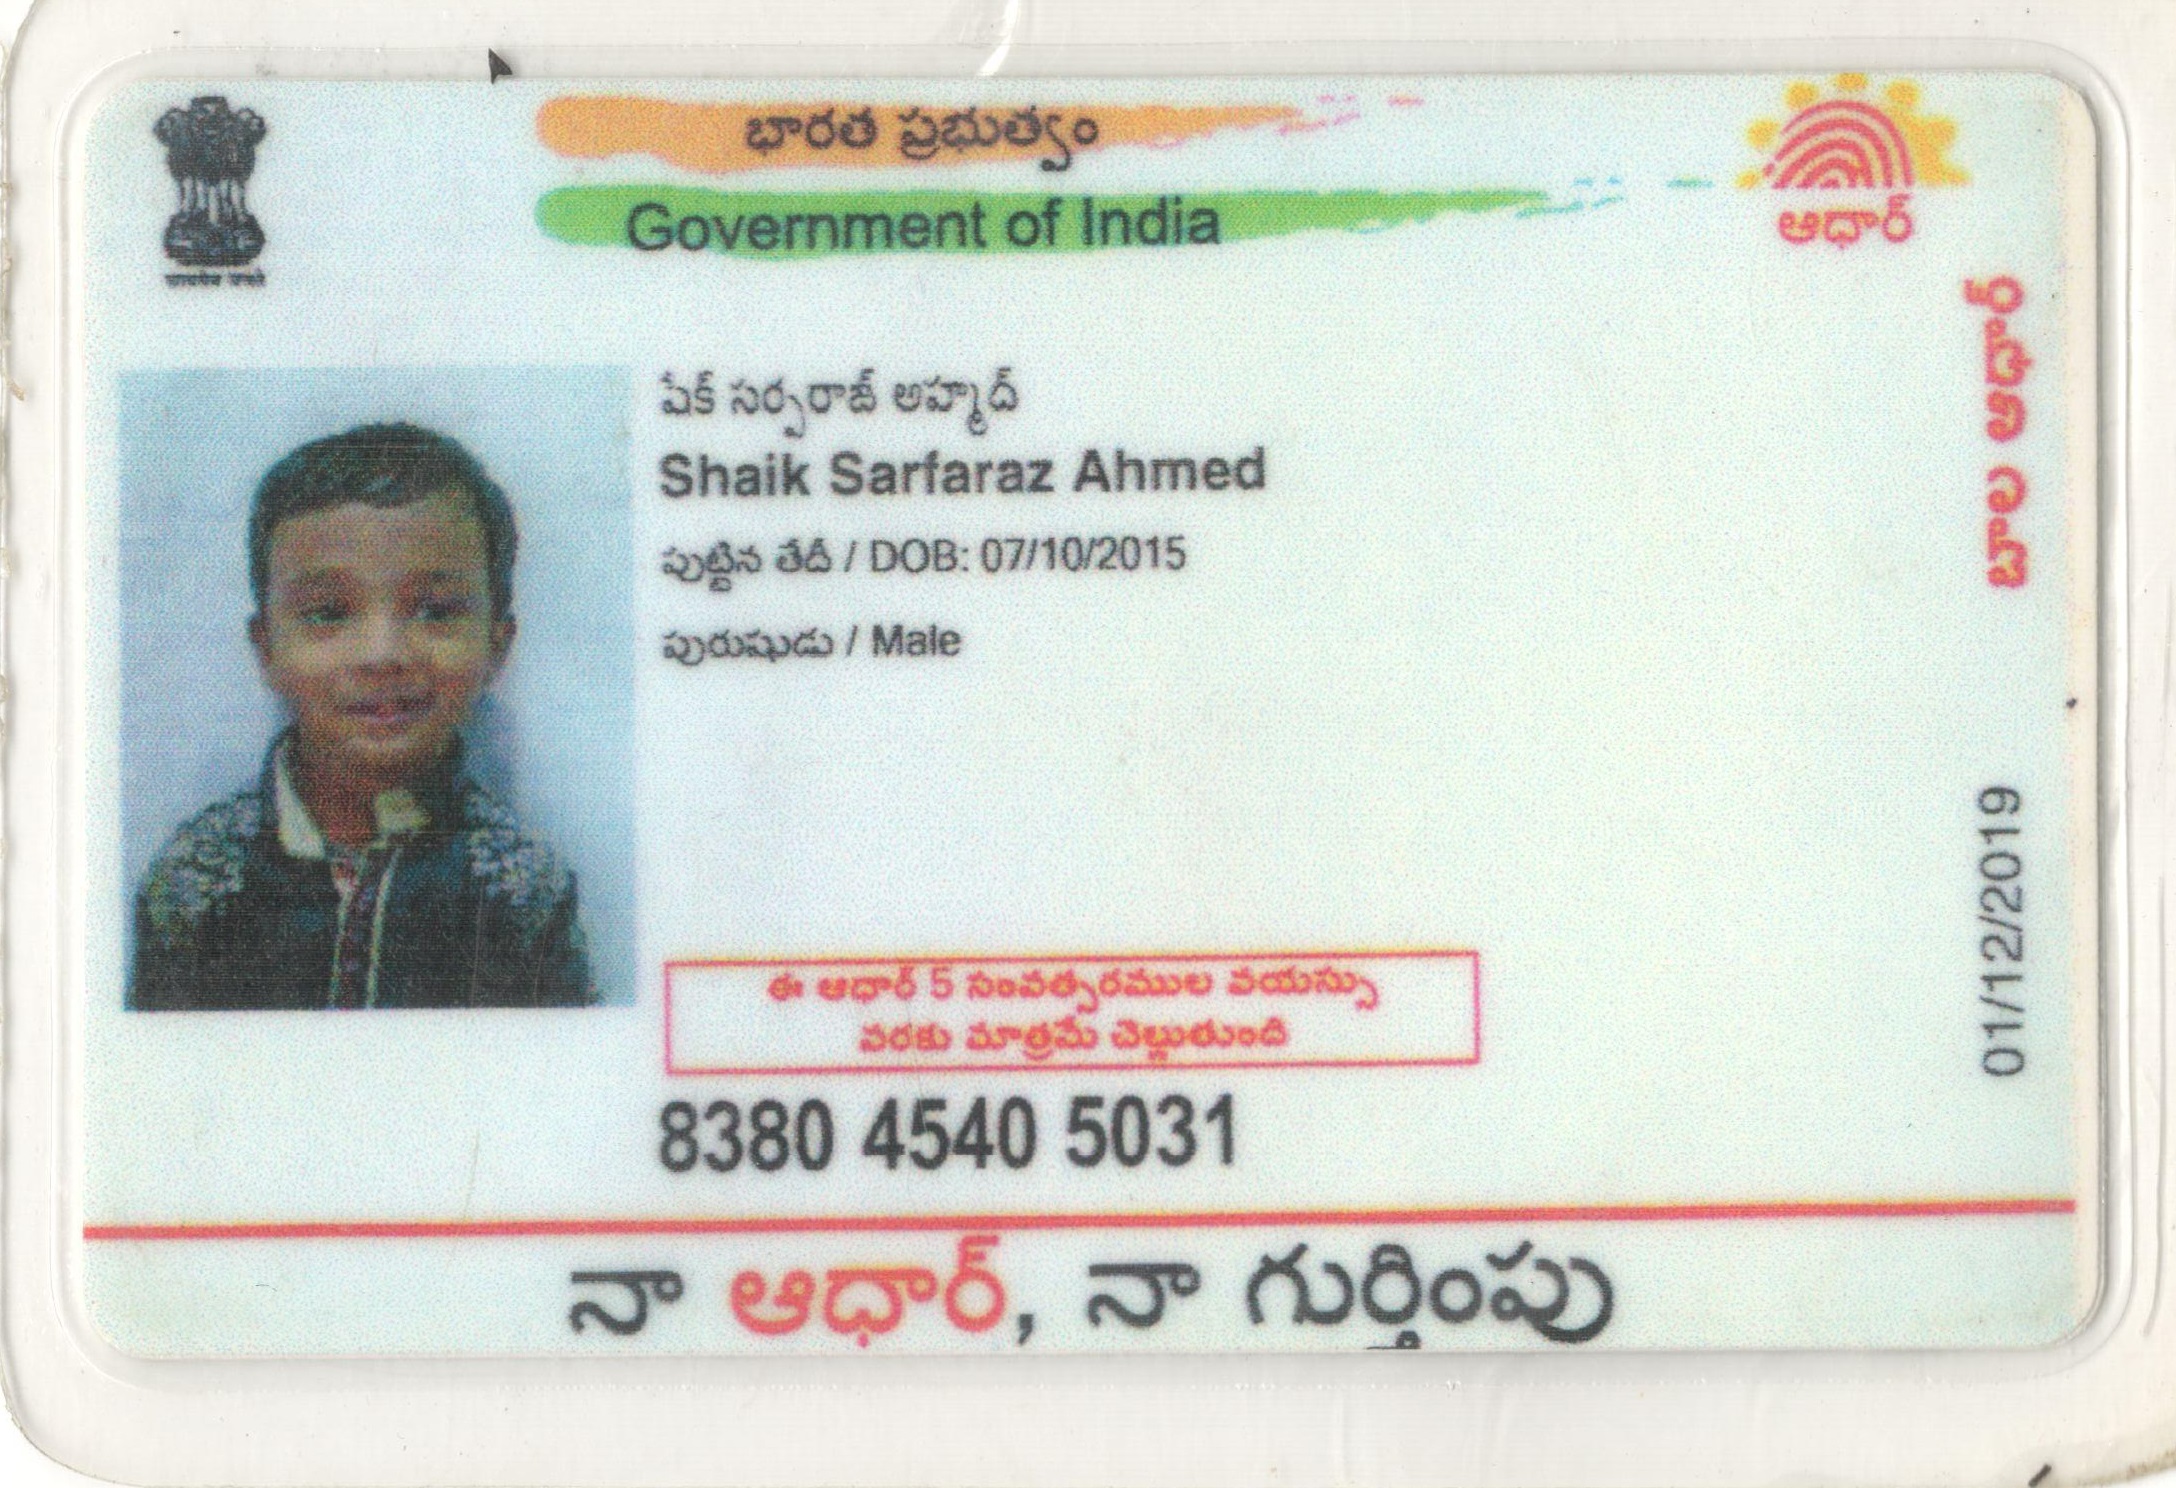 భారత ప్రభుత్వం
Government of India
ఆధార్
షేక్ సర్ఫరాజ్ అహ్మద్
Shaik Sarfaraz Ahmed
పుట్టిన తేదీ / DOB: 07/10/2015
పురుషుడు / Male
బాల ఆధార్
01/12/2019
ఈ ఆధార్ 5 సంవత్సరముల వయస్సు
వరకు మాత్రమే చెల్లుతుంది
8380 4540 5031
నా ఆధార్, నా గుర్తింపు